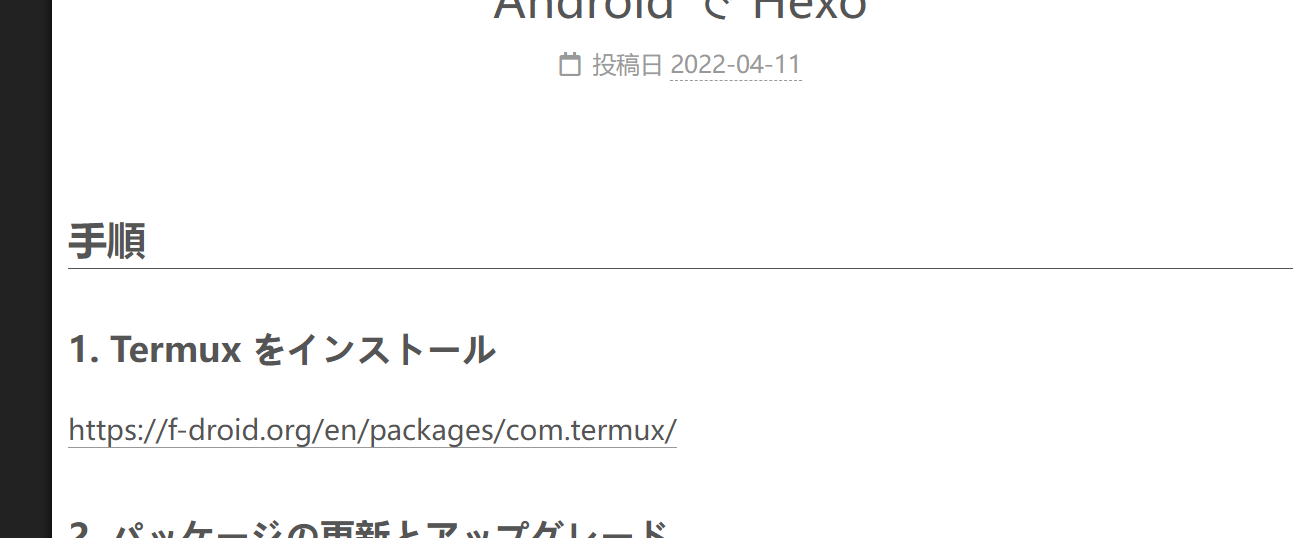 Android で Hexo
投稿日 2022-04-11
手順
1. Termux をインストール
https://f-droid.org/en/packages/com.termux/
2. パッケージの更新とアップグレード